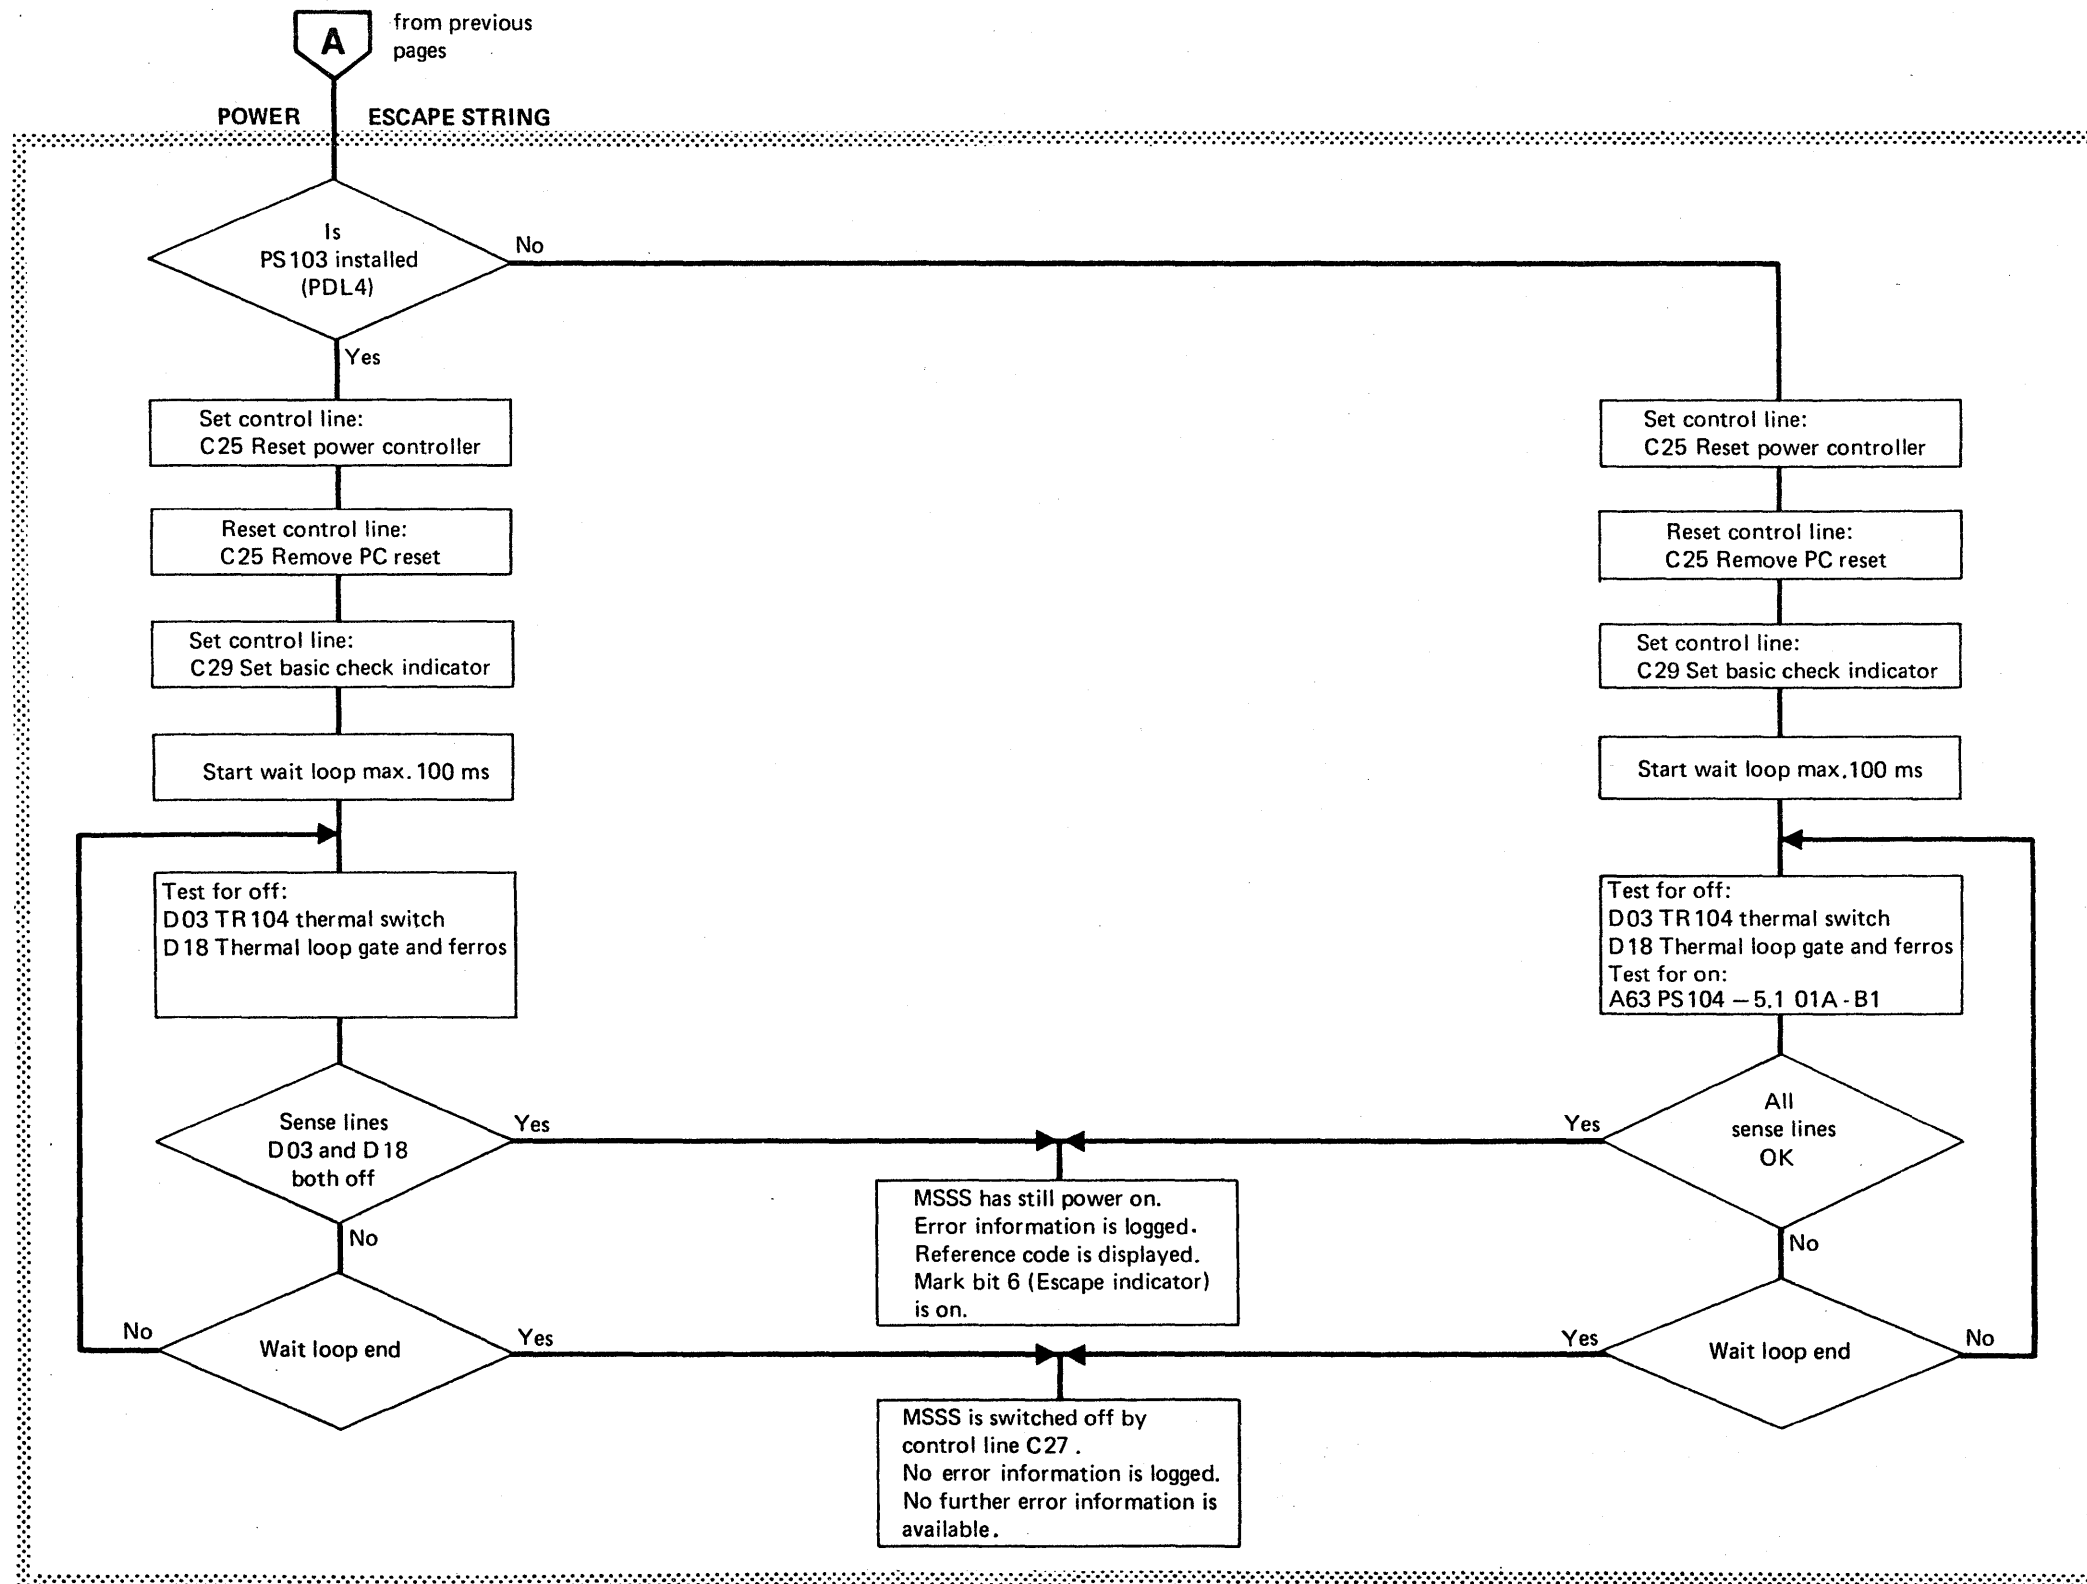 A
from previous
pages
POWER ESCAPE STRING
Is
PS103 installed
(PDL4)
No
Yes
Set control line:
C25 Reset power controller
Reset control line:
C25 Remove PC reset
Set control line:
C29 Set basic check indicator
Start wait loop max. 100 ms
Test for off:
D03 TR104 thermal switch
D18 Thermal loop gate and ferros
Sense lines
D03 and D18
both off
Yes
No
Wait loop end
No
Yes
Set control line:
C25 Reset power controller
Reset control line:
C25 Remove PC reset
Set control line:
C29 Set basic check indicator
Start wait loop max. 100 ms
Test for off:
D03 TR104 thermal switch
D18 Thermal loop gate and ferros
Test for on:
A63 PS104 — 5.1 01A - B1
All
sense lines
OK
Yes
No
Wait loop end
Yes
No
MSSS has still power on.
Error information is logged.
Reference code is displayed.
Mark bit 6 (Escape indicator)
is on.
MSSS is switched off by
control line C27 .
No error information is logged.
No further error information is
available.